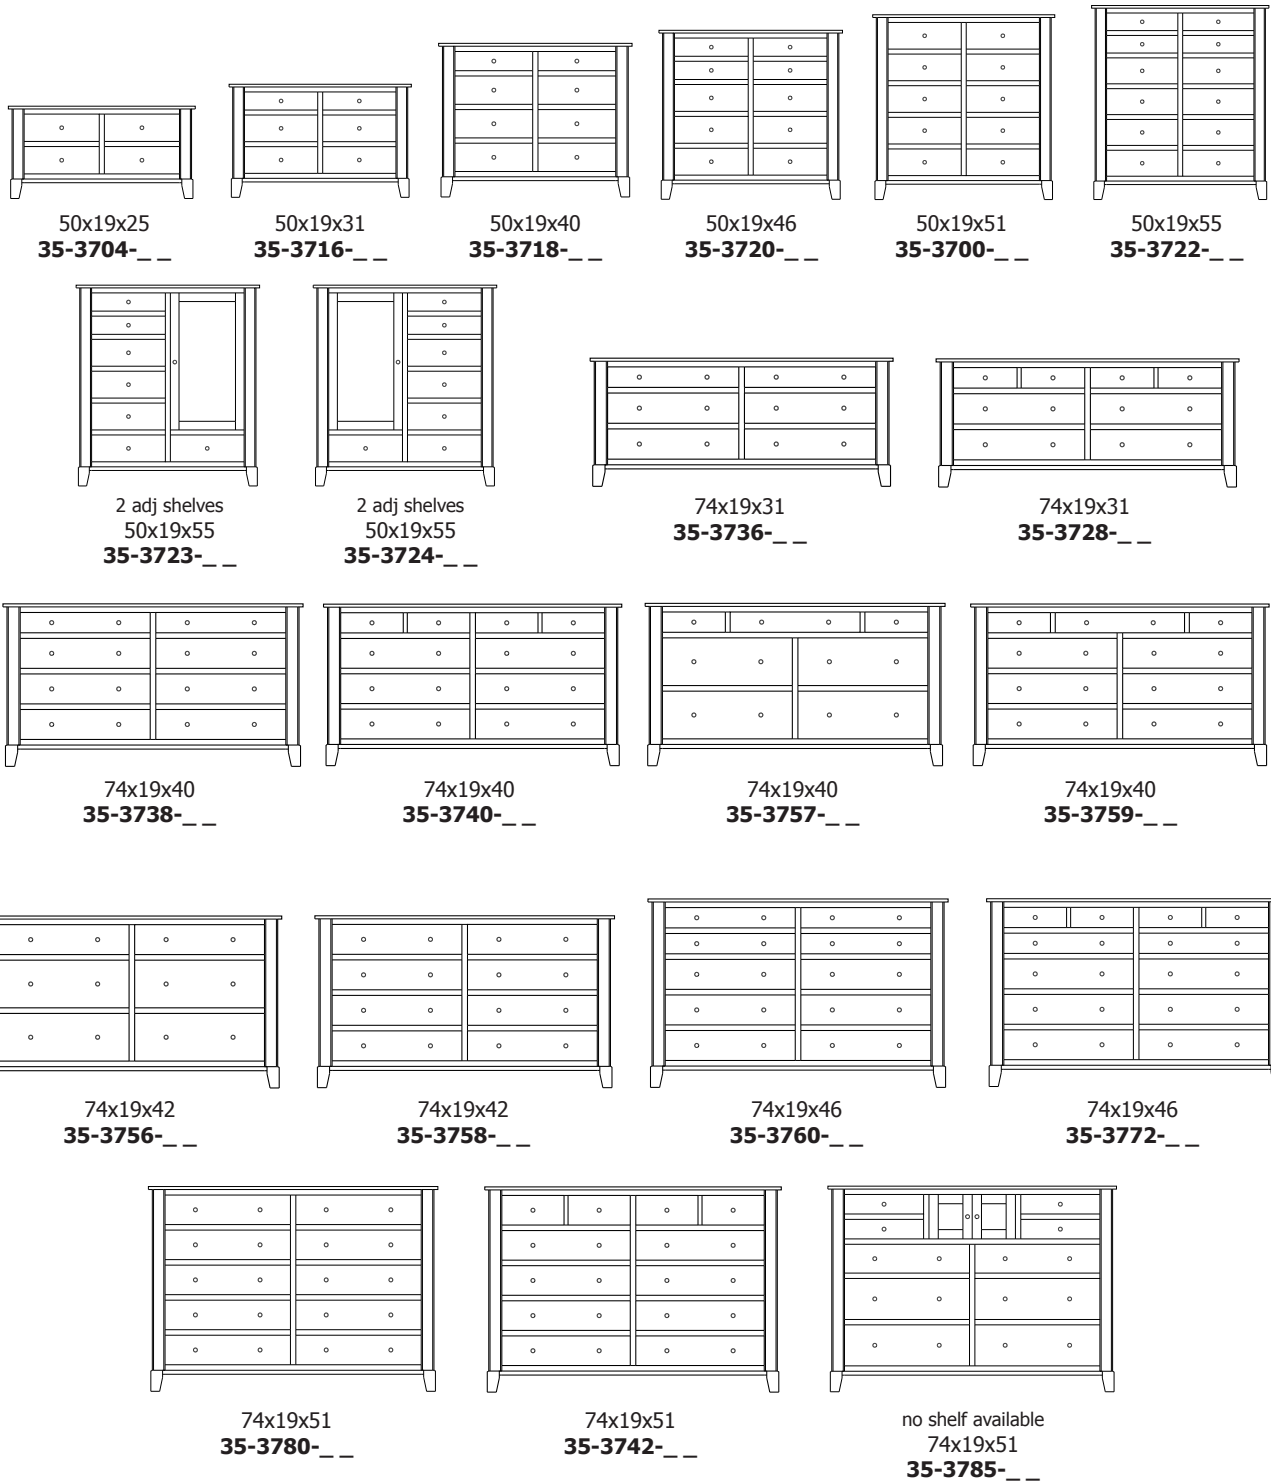 50x19x25
35-3704-_ _
50x19x31
35-3716-_ _
50x19x40
35-3718-_ _
50x19x46
35-3720-_ _
50x19x51
35-3700-_ _
50x19x55
35-3722-_ _
2 adj shelves
50x19x55
35-3723-_ _
2 adj shelves
50x19x55
35-3724-_ _
74x19x31
35-3736-_ _
74x19x31
35-3728-_ _
74x19x40
35-3738-_ _
74x19x40
35-3740-_ _
74x19x40
35-3757-_ _
74x19x40
35-3759-_ _
74x19x42
35-3756-_ _
74x19x42
35-3758-_ _
74x19x46
35-3760-_ _
74x19x46
35-3772-_ _
74x19x51
35-3780-_ _
74x19x51
35-3742-_ _
no shelf available
74x19x51
35-3785-_ _